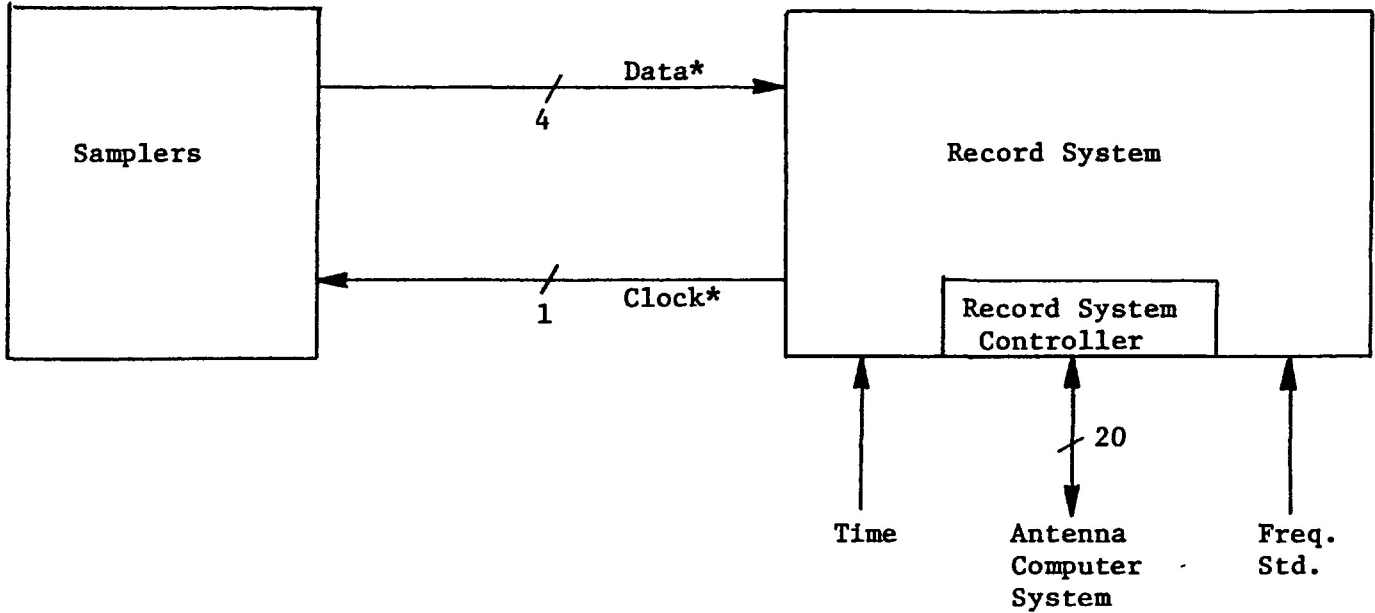 Data*
4
Samplers
Record System
Clock*
1
Record System
Controller
20
Time
Antenna
Computer
System
Freq.
Std.